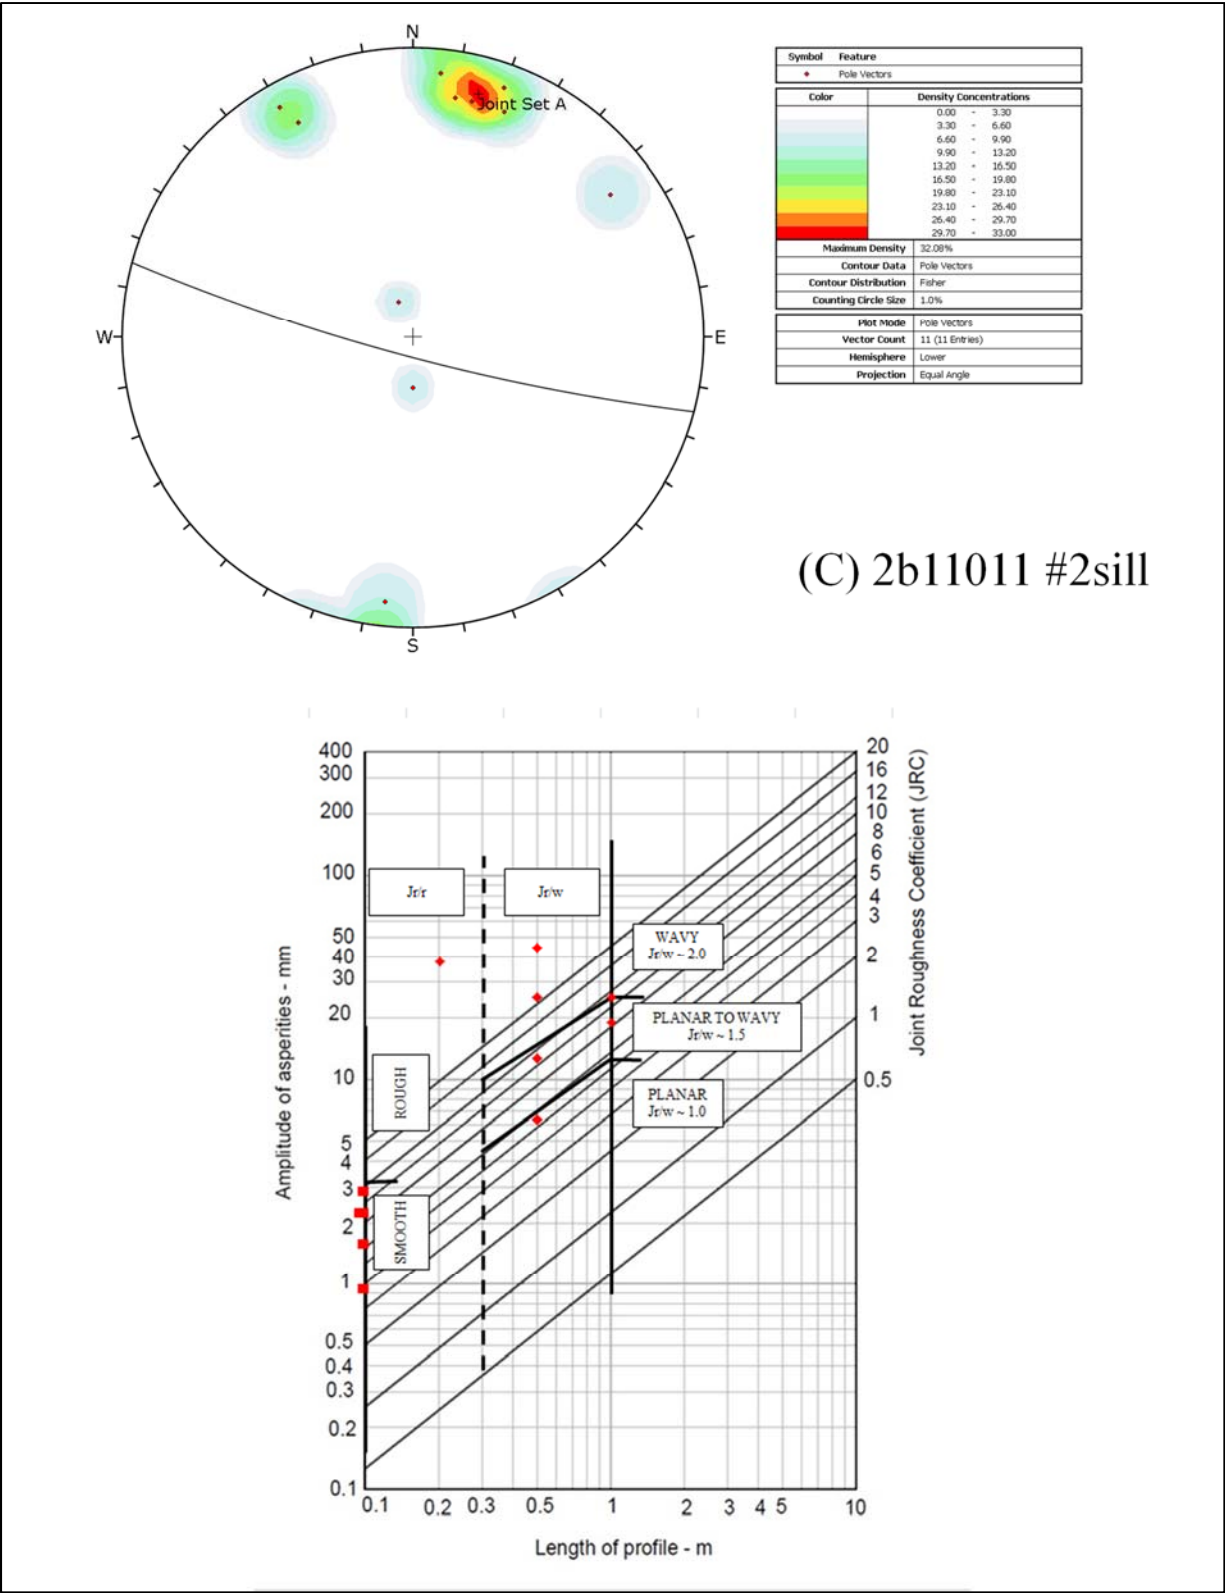 N
Joint Set A
W
E
S
Symbol Feature
Pole Vectors
Color Density Concentrations
0.00 - 3.30
3.30 - 6.60
6.60 - 9.90
9.90 - 13.20
13.20 - 16.50
16.50 - 19.80
19.80 - 23.10
23.10 - 26.40
26.40 - 29.70
29.70 - 33.00
Maximum Density 32.08%
Contour Data Pole Vectors
Contour Distribution Fisher
Counting Circle Size 1.0%
Plot Mode Pole Vectors
Vector Count 11 (11 Entries)
Hemisphere Lower
Projection Equal Angle
(C) 2b11011 #2sill
Amplitude of asperities - mm
400
300
200
100
50
40
30
20
10
5
4
3
2
1
0.5
0.4
0.3
0.2
0.1
Jr/r
Jr/w
WAVY
Jr/w ~ 2.0
PLANAR TO WAVY
Jr/w ~ 1.5
PLANAR
Jr/w ~ 1.0
ROUGH
SMOOTH
20
16
12
10
8
6
5
4
3
2
1
0.5
Joint Roughness Coefficient (JRC)
0.1 0.2 0.3 0.5 1 2 3 4 5 10
Length of profile - m